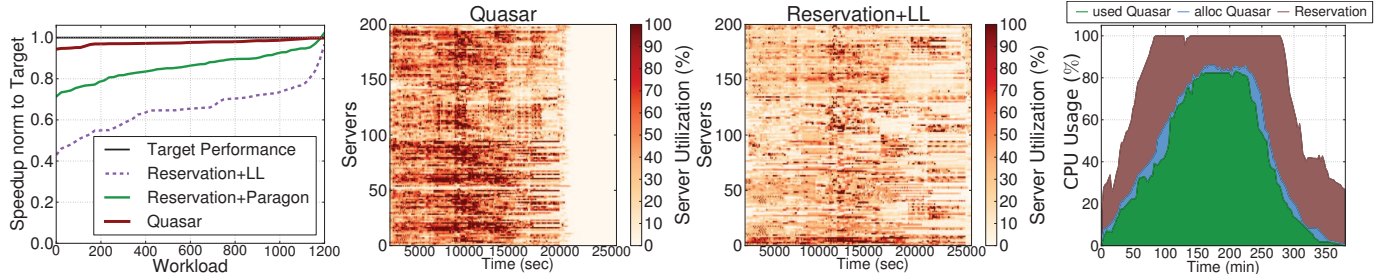 Speedup norm to Target
1.0
0.8
0.6
0.4
0.2
0.0
Target Performance
Reservation+LL
Reservation+Paragon
Quasar
0 200 400 600 800 1000 1200
Workload
Quasar
Servers
200
150
100
50
0
5000 10000 15000 20000 25000
Time (sec)
100
90
80
70
60
50
40
30
20
10
0
Server Utilization (%)
Reservation+LL
Servers
200
150
100
50
0
5000 10000 15000 20000 25000
Time (sec)
100
90
80
70
60
50
40
30
20
10
0
Server Utilization (%)
used Quasar alloc Quasar Reservation
CPU Usage (%)
100
80
60
40
20
0
0 50 100 150 200 250 300 350
Time (min)